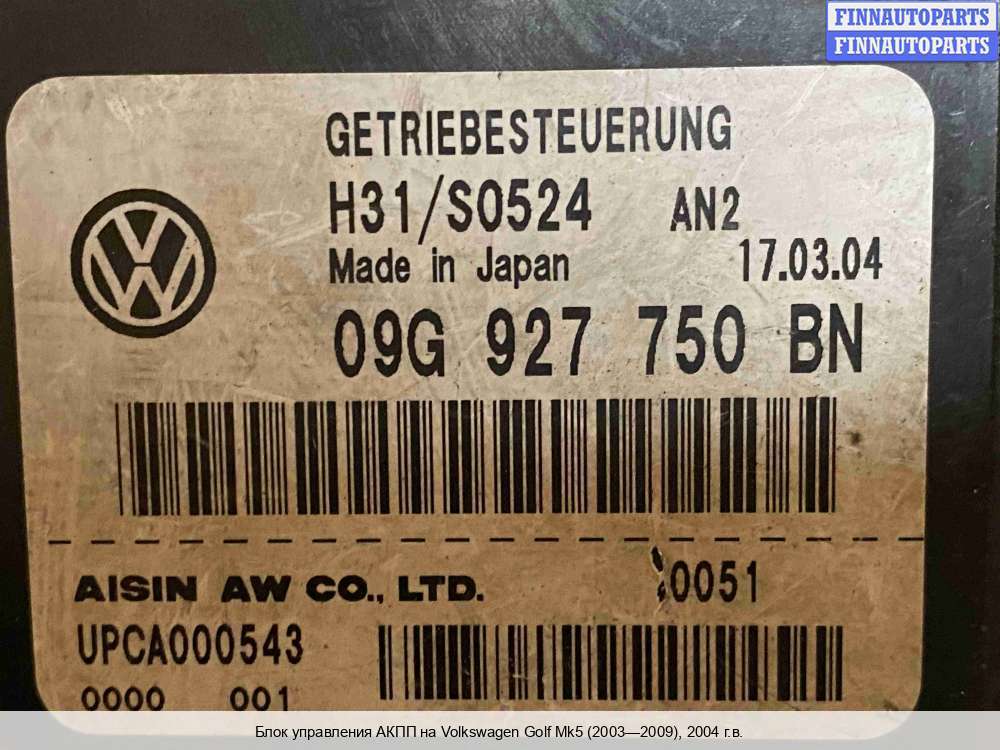 FINNAUTOPARTS
FINNAUTOPARTS
GETRIEBESTEUERUNG
H31/S0524 AN2
Made in Japan 17.03.04
09G 927 750 BN
AISIN AW CO., LTD. 0051
UPCA000543
0000 001
Блок управления АКПП на Volkswagen Golf Mk5 (2003—2009), 2004 г.в.